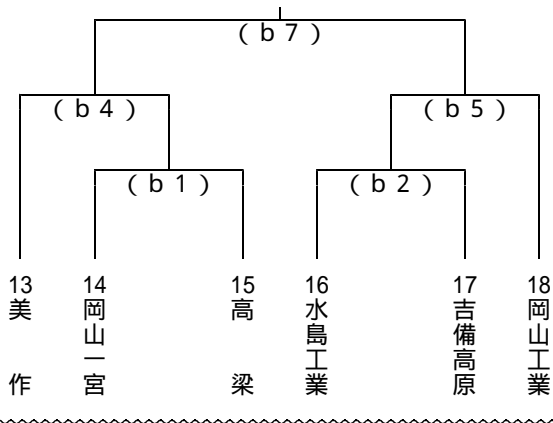 (b7)
(b4)
(b5)
(b1)
(b2)
13
美作
14
岡山一宮
15
高梁
16
水島工業
17
吉備高原
18
岡山工業